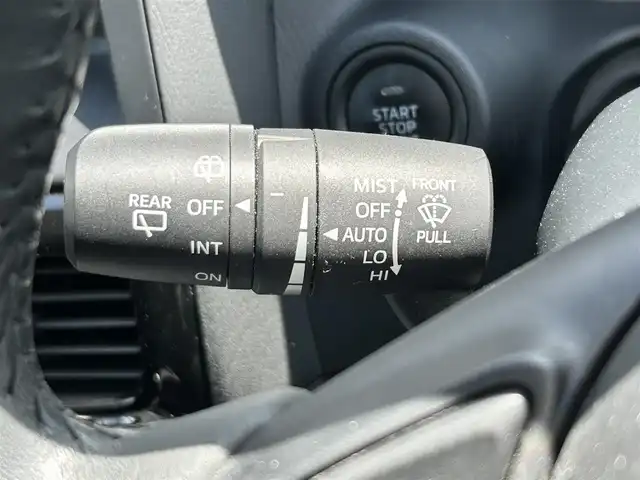 START
STOP
REAR
OFF
INT
ON
MIST
OFF
AUTO
LO
HI
FRONT
PULL